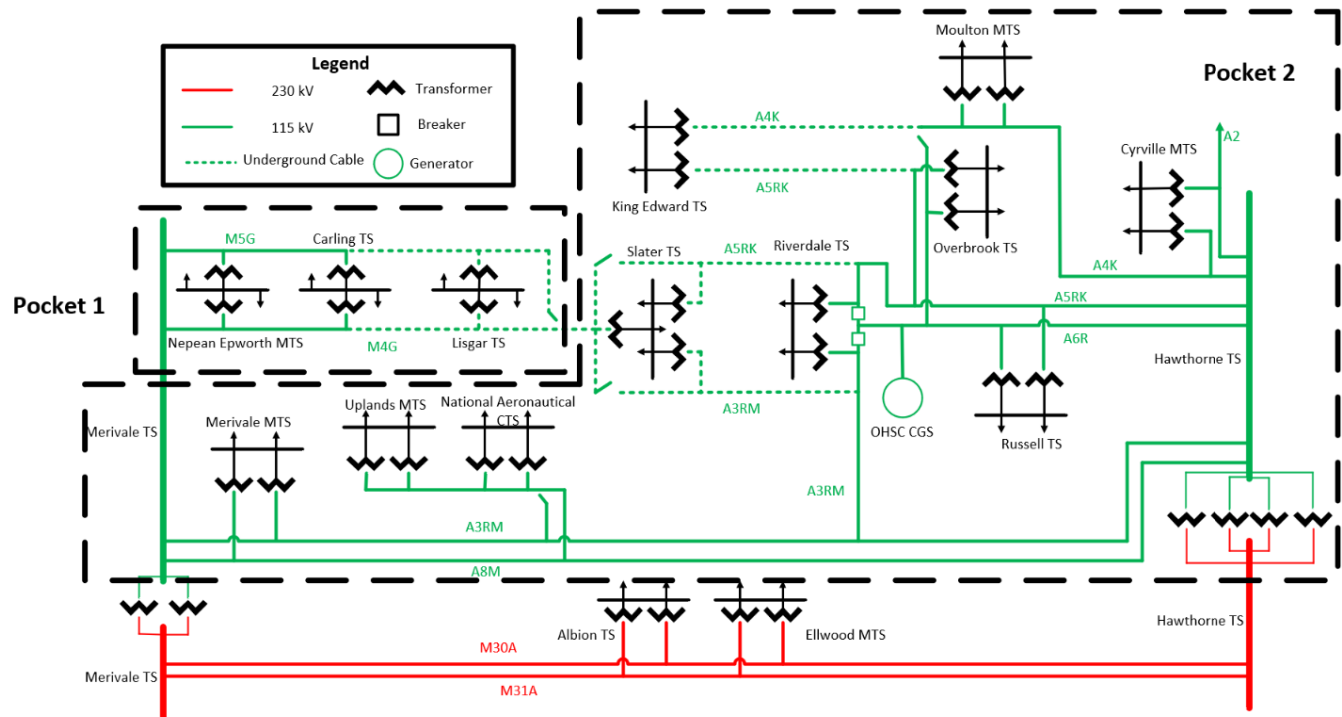 Legend
230 kV
Transformer
115 kV
Breaker
Underground Cable
Generator
Moulton MTS
Pocket 2
A4K
A2
Cyrville MTS
A5RK
King Edward TS
Overbrook TS
M5G
Carling TS
Slater TS
A5RK
Riverdale TS
A4K
Pocket 1
A5RK
Nepean Epworth MTS
M4G
Lisgar TS
A6R
Hawthorne TS
Uplands MTS
National Aeronautical
CTS
A3RM
OHSC CGS
Russell TS
Merivale TS
Merivale MTS
A3RM
A3RM
A8M
Albion TS
Ellwood MTS
Hawthorne TS
M30A
Merivale TS
M31A